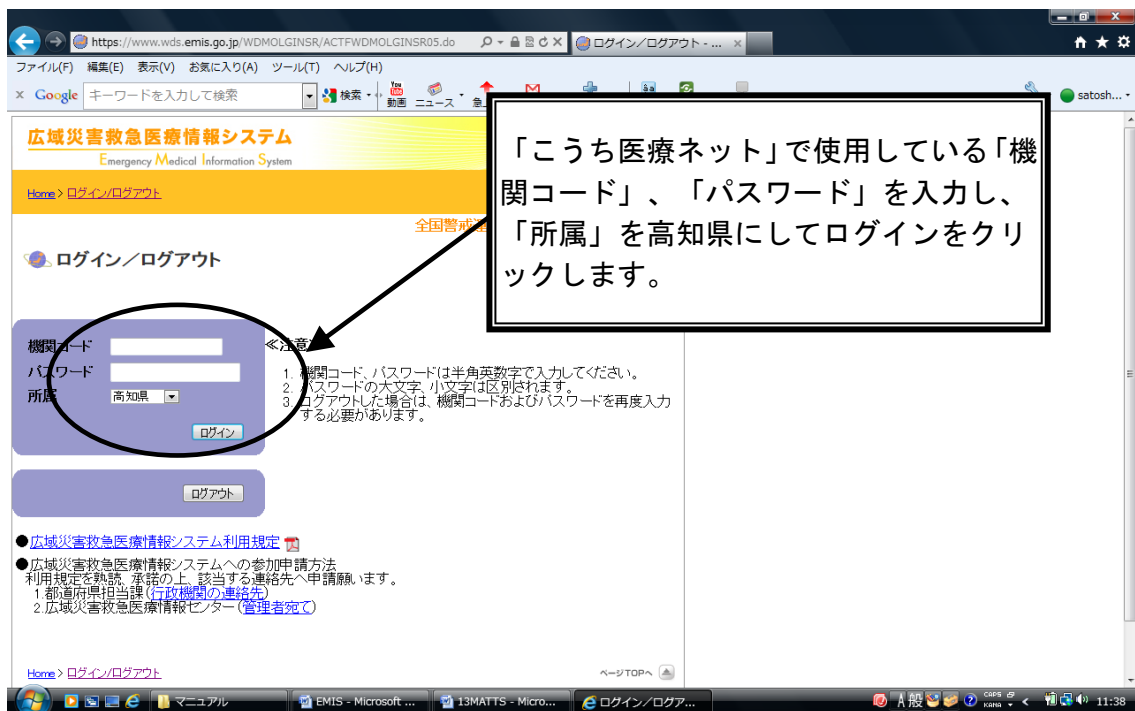 https://www.wds.emis.go.jp/WDMOLGINSR/ACTFWDMOLGINSR05.do
ログイン/ログアウト - ...
ファイル(F) 編集(E) 表示(V) お気に入り(A) ツール(T) ヘルプ(H)
x Google キーワードを入力して検索 検索 動画 ニュース
satosh...
広域災害救急医療情報システム
Emergency Medical Information System
Home > ログイン/ログアウト
全国警戒
「こうち医療ネット」で使用している「機
関コード」、「パスワード」を入力し、
「所属」を高知県にしてログインをクリ
ックします。
ログイン/ログアウト
機関コード
パスワード
所属 高知県
ログイン
≪注意
1. 機関コード、パスワードは半角英数字で入力してください。
2. パスワードの大文字、小文字は区別されます。
3. ログアウトした場合は、機関コードおよびパスワードを再度入力
する必要があります。
ログアウト
●広域災害救急医療情報システム利用規定
●広域災害救急医療情報システムへの参加申請方法
利用規定を熟読、承諾の上、該当する連絡先へ申請願います。
1.都道府県担当課(行政機関の連絡先)
2.広域災害救急医療情報センター(管理者宛て)
Home > ログイン/ログアウト
ページTOPへ
マニュアル
EMIS - Microsoft ...
13MATTS - Micro...
ログイン/ログア...
A 般
CAPS
KANA
11:38